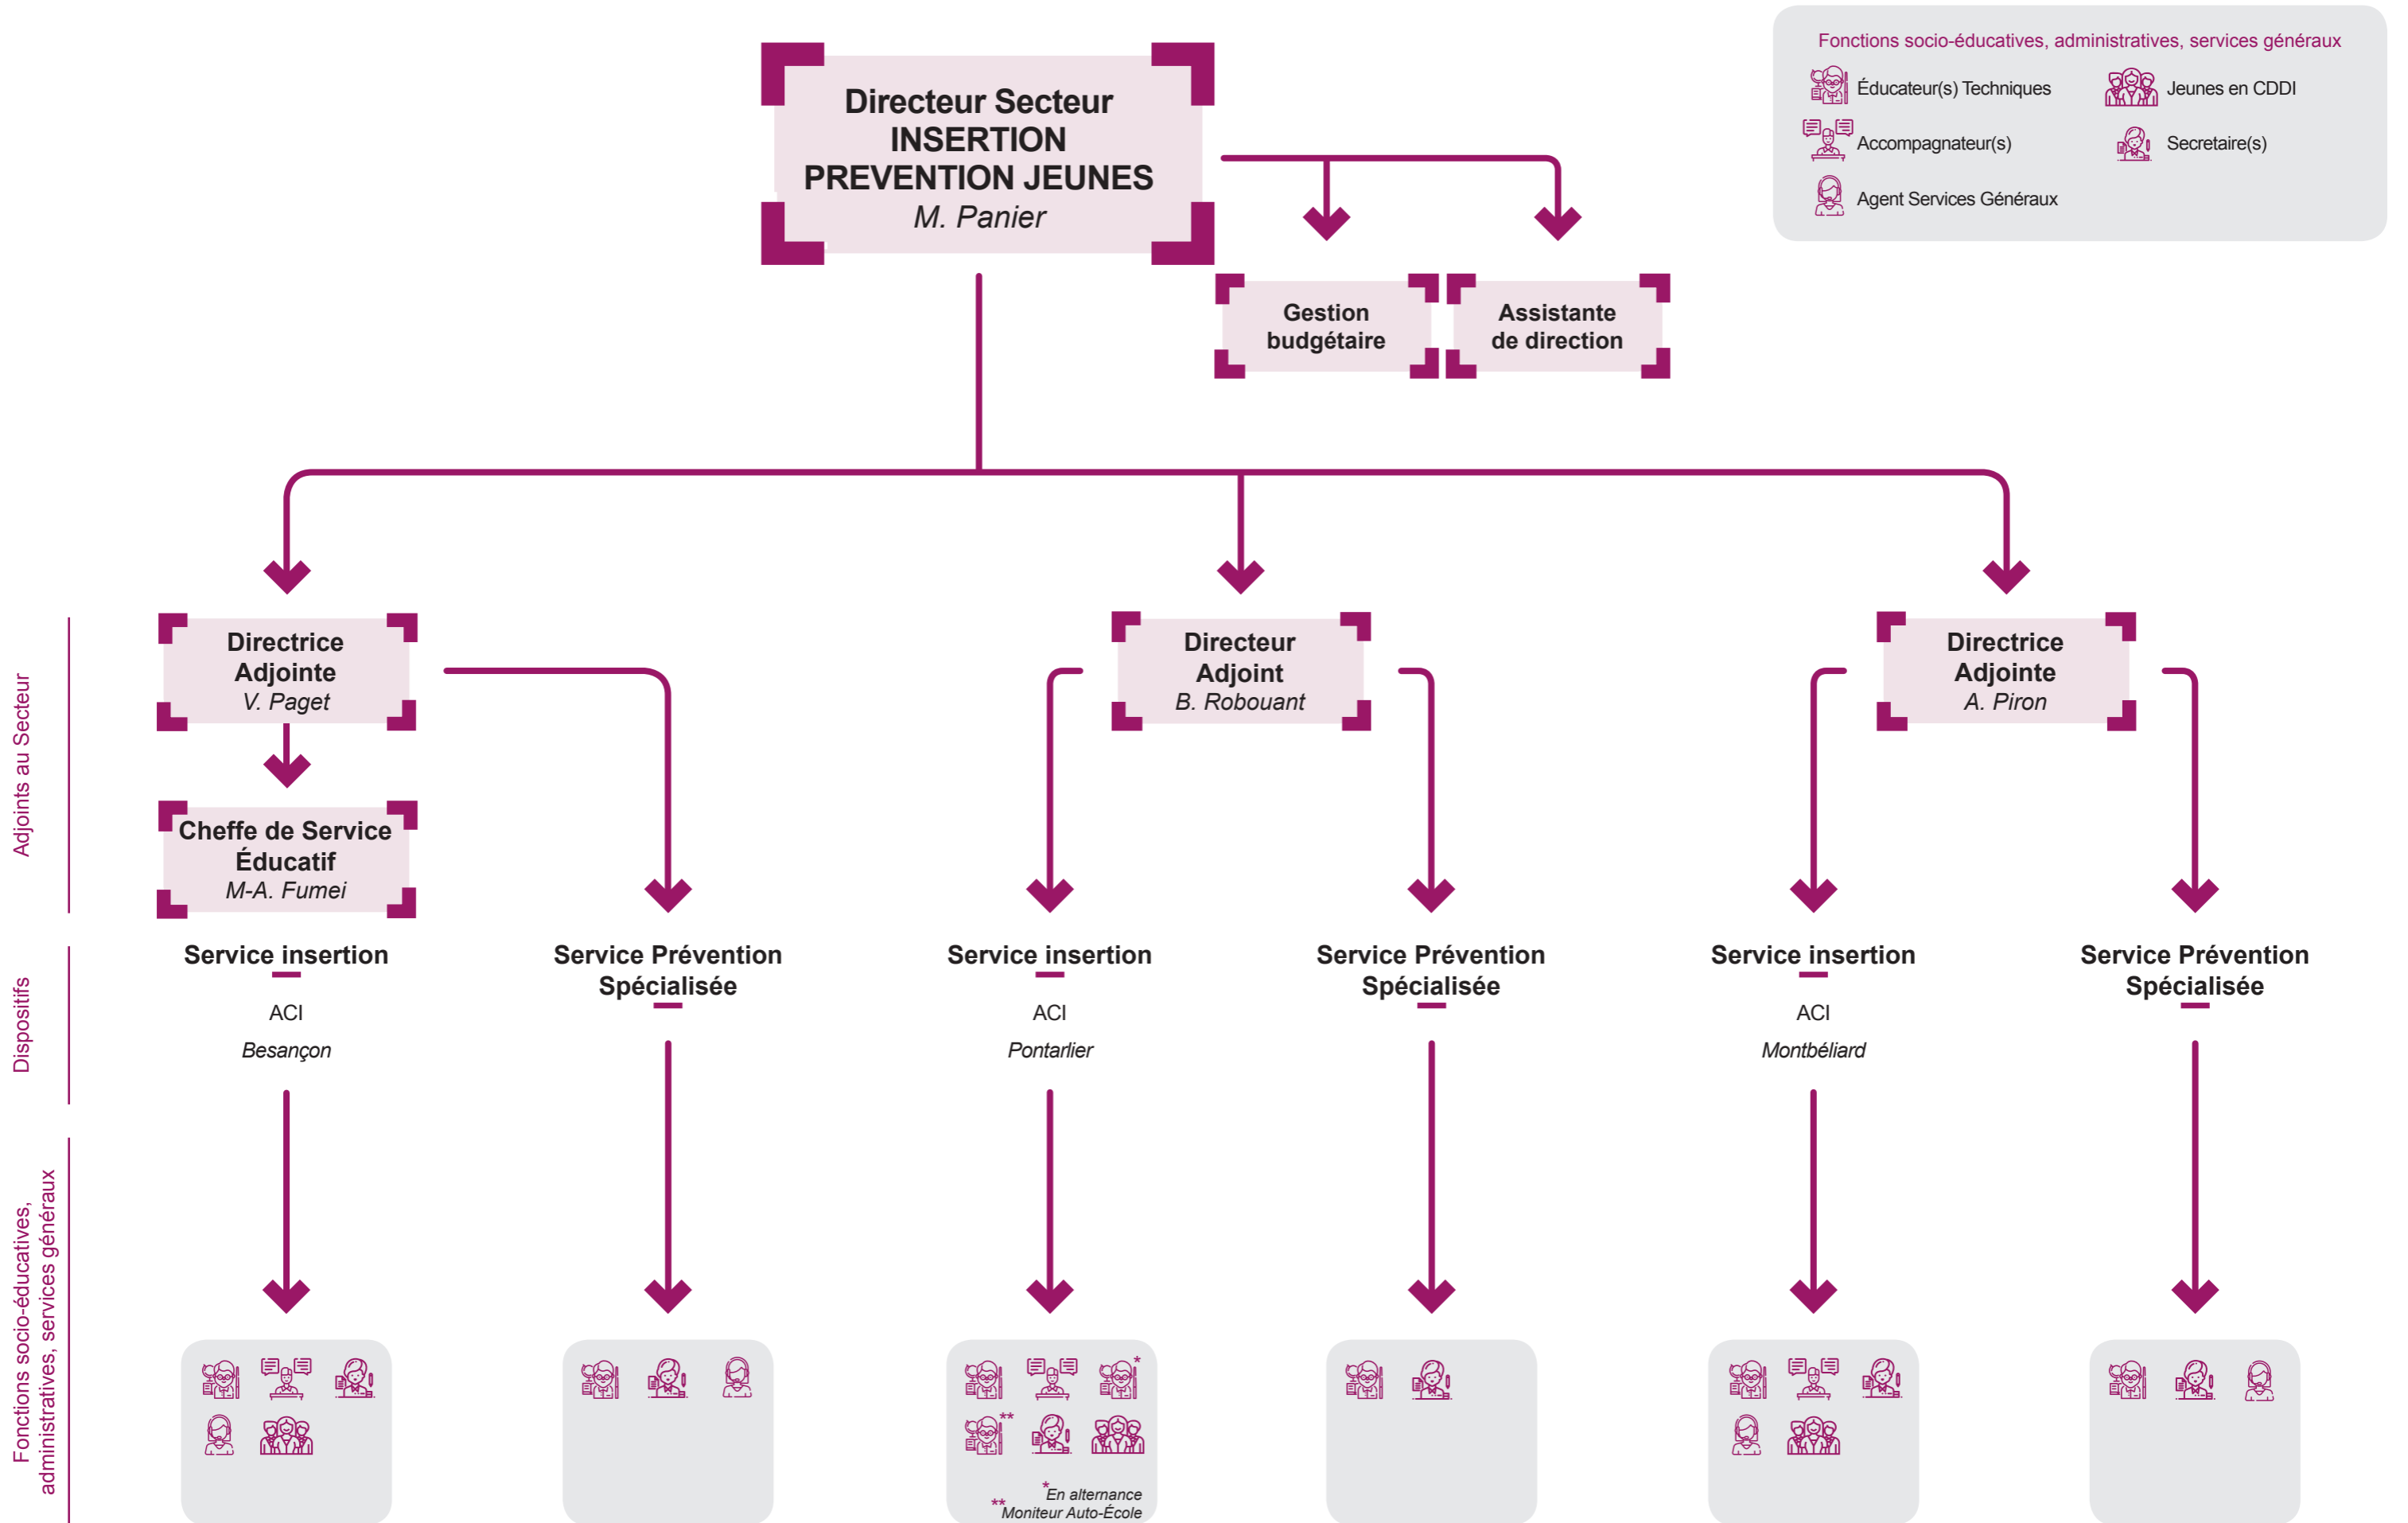 Fonctions socio-éducatives, administratives, services généraux
Éducateur(s) Techniques
Jeunes en CDDI
Accompagnateur(s)
Secretaire(s)
Agent Services Généraux
Directeur Secteur
INSERTION
PREVENTION JEUNES
M. Panier
Gestion
budgétaire
Assistante
de direction
Adjoints au Secteur
Directrice
Adjointe
V. Paget
Directeur
Adjoint
B. Robouant
Directrice
Adjointe
A. Piron
Cheffe de Service
Éducatif
M-A. Fumei
Dispositifs
Service insertion
ACI
Besançon
Service Prévention
Spécialisée
Service insertion
ACI
Pontarlier
Service Prévention
Spécialisée
Service insertion
ACI
Montbéliard
Service Prévention
Spécialisée
Fonctions socio-éducatives,
administratives, services généraux
*
**
*En alternance
**Moniteur Auto-École